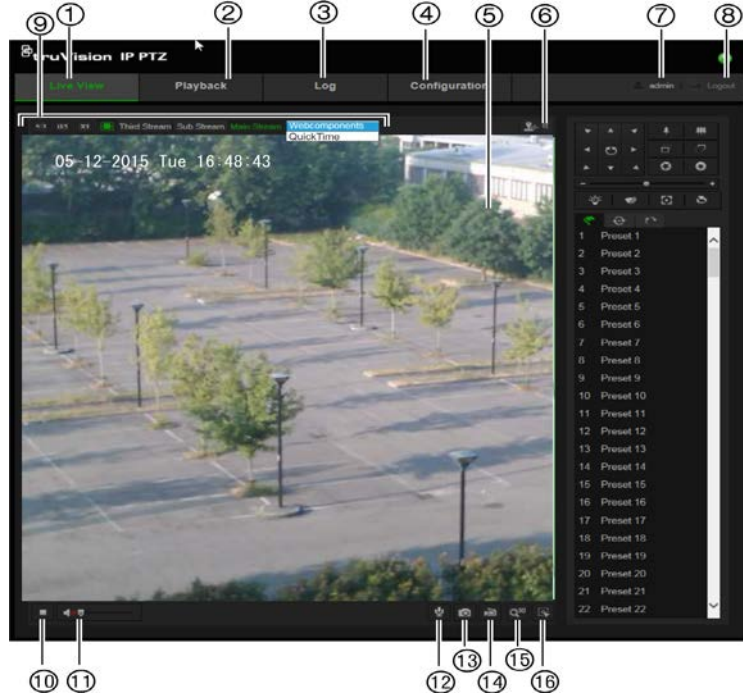 ⑨ ① ② ③ ④ ⑤ ⑥ ⑦ ⑧
truVision IP PTZ
Live View Playback Log Configuration admin Logout
4:3 16:9 X1 Third Stream Sub Stream Main Stream Webcomponents
QuickTime
05-12-2015 Tue 16:48:43
1 Preset 1
2 Preset 2
3 Preset 3
4 Preset 4
5 Preset 5
6 Preset 6
7 Preset 7
8 Preset 8
9 Preset 9
10 Preset 10
11 Preset 11
12 Preset 12
13 Preset 13
14 Preset 14
15 Preset 15
16 Preset 16
17 Preset 17
18 Preset 18
19 Preset 19
20 Preset 20
21 Preset 21
22 Preset 22
⑩ ⑪ ⑫ ⑬ ⑭ ⑮ ⑯